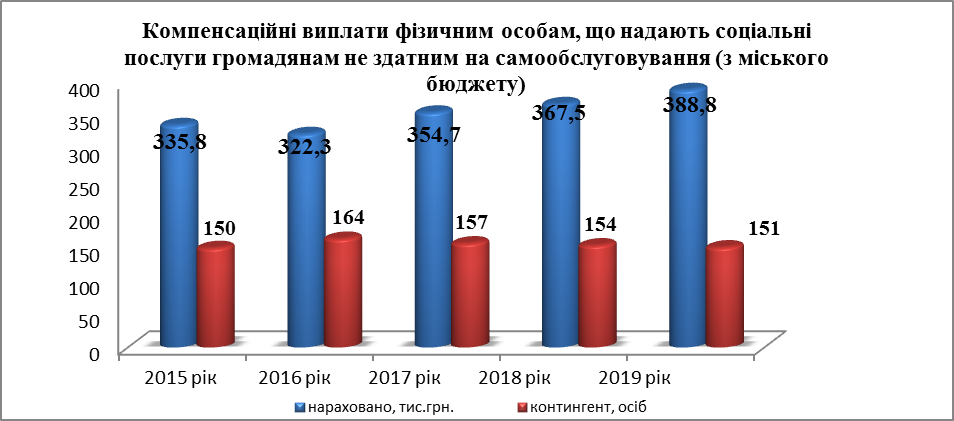 Компенсаційні виплати фізичним особам, що надають соціальні
послуги громадянам не здатним на самообслуговування (з міського
бюджету)
400
350
300
250
200
150
100
50
0
335,8
322,3
354,7
367,5
388,8
150
164
157
154
151
2015 рік
2016 рік
2017 рік
2018 рік
2019 рік
нараховано, тис.грн.
контингент, осіб